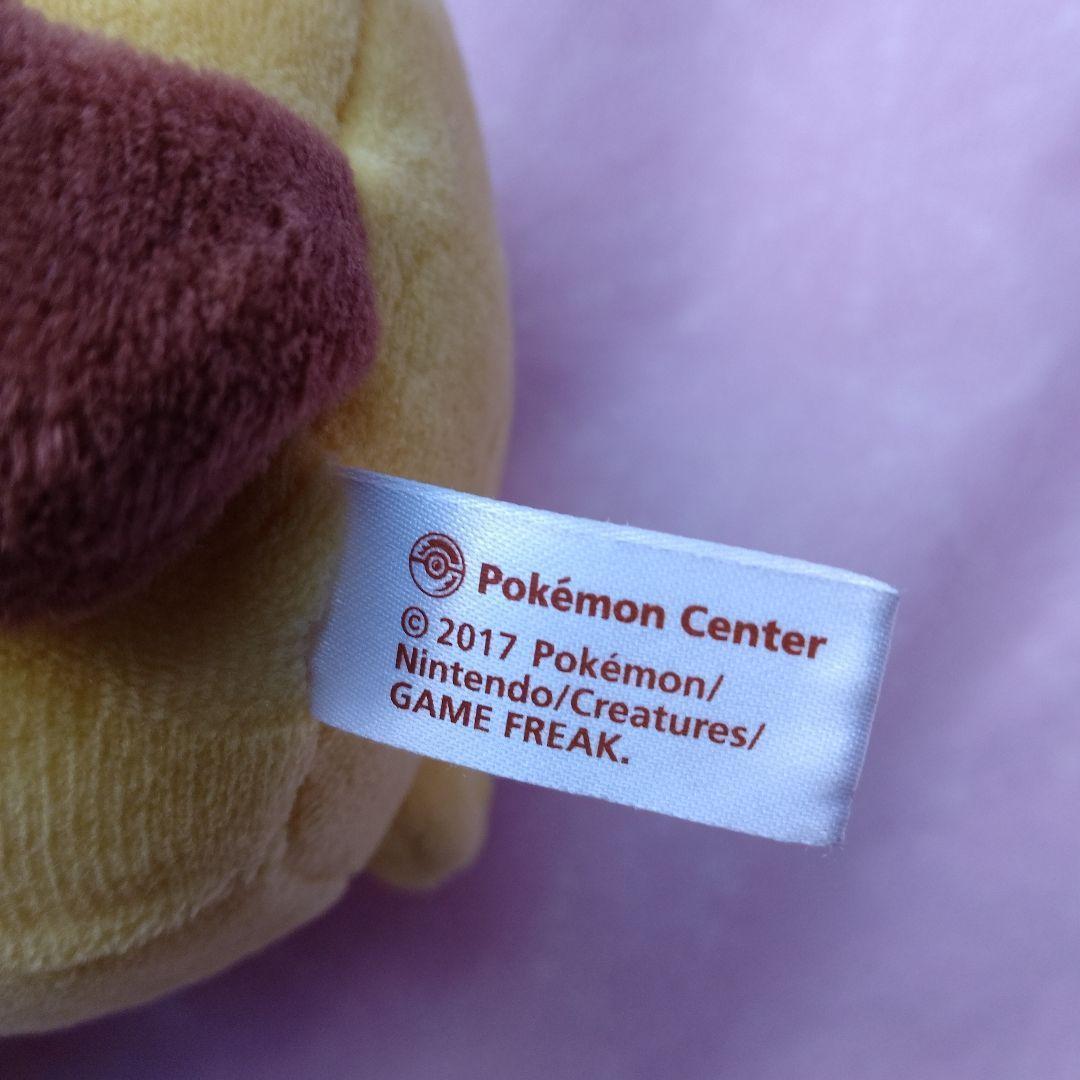 Pokémon Center
© 2017 Pokémon/
Nintendo/Creatures/
GAME FREAK.